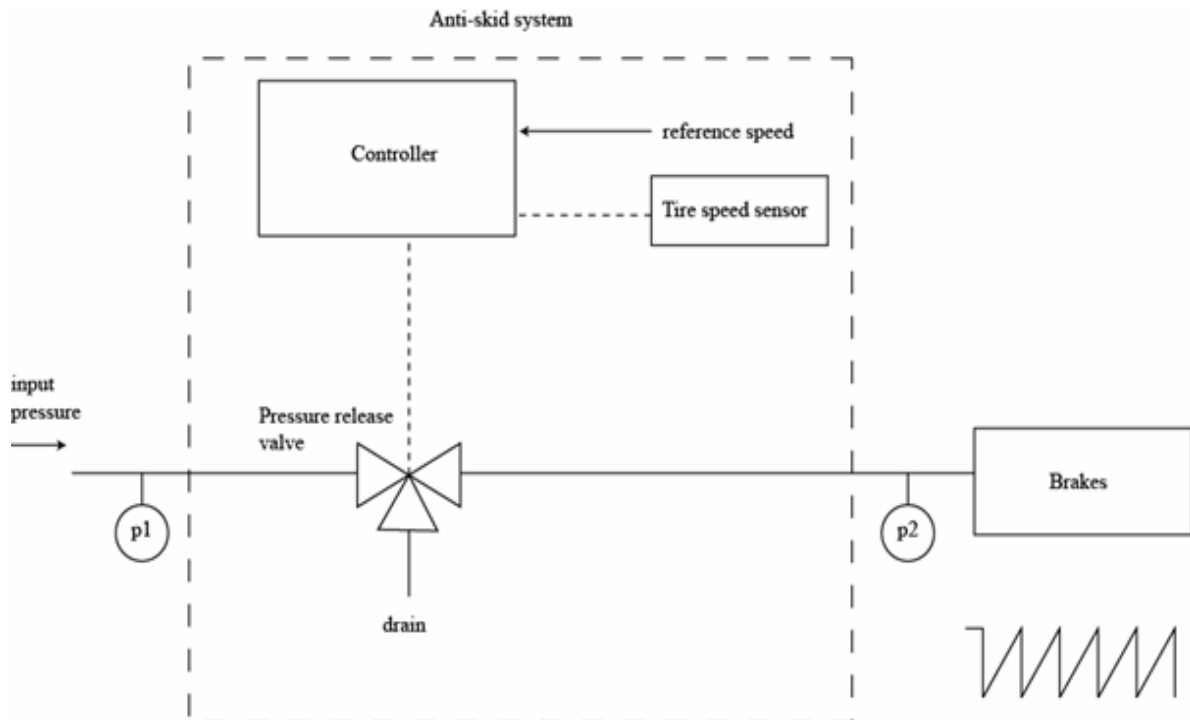 Anti-skid system
Controller
reference speed
Tire speed sensor
input
pressure
Pressure release
valve
p1
p2
Brakes
drain